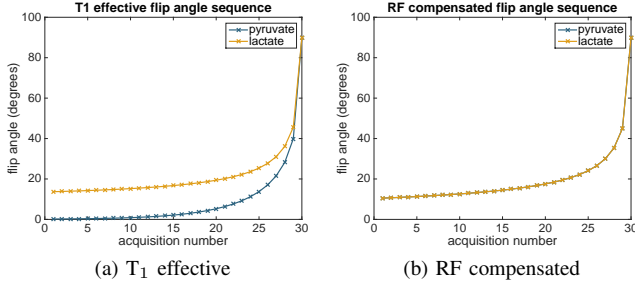 T1 effective flip angle sequence
flip angle (degrees)
100
80
60
40
20
0
0 5 10 15 20 25 30
acquisition number
pyruvate
lactate
(a) T₁ effective
RF compensated flip angle sequence
flip angle (degrees)
100
80
60
40
20
0
0 5 10 15 20 25 30
acquisition number
pyruvate
lactate
(b) RF compensated